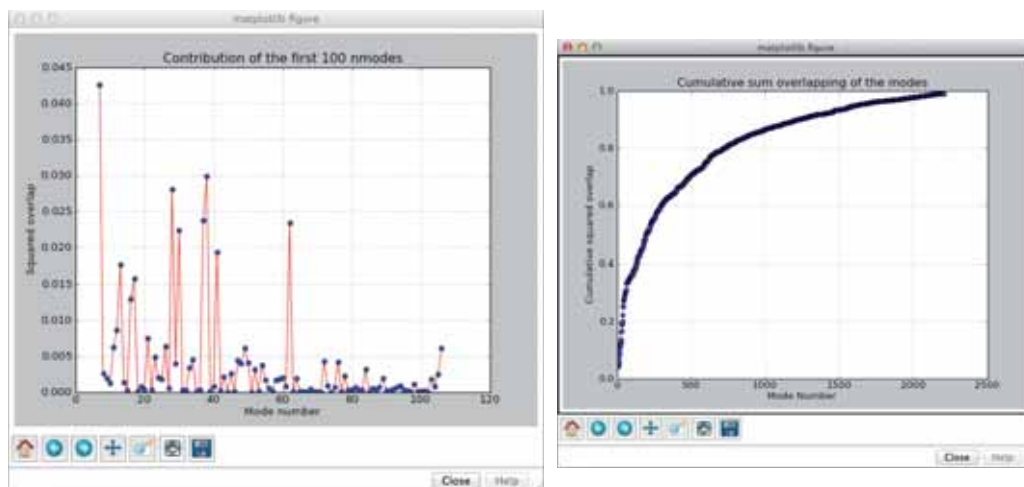 matplotlib figure
Contribution of the first 100 nmodes
Squared overlap
0.045
0.040
0.035
0.030
0.025
0.020
0.015
0.010
0.005
0.000
0 20 40 60 80 100 120
Mode number
Close Help
matplotlib figure
Cumulative sum overlapping of the modes
Cumulative squared overlap
1.0
0.8
0.6
0.4
0.2
0.0
0 500 1000 1500 2000 2500
Mode Number
Close Help